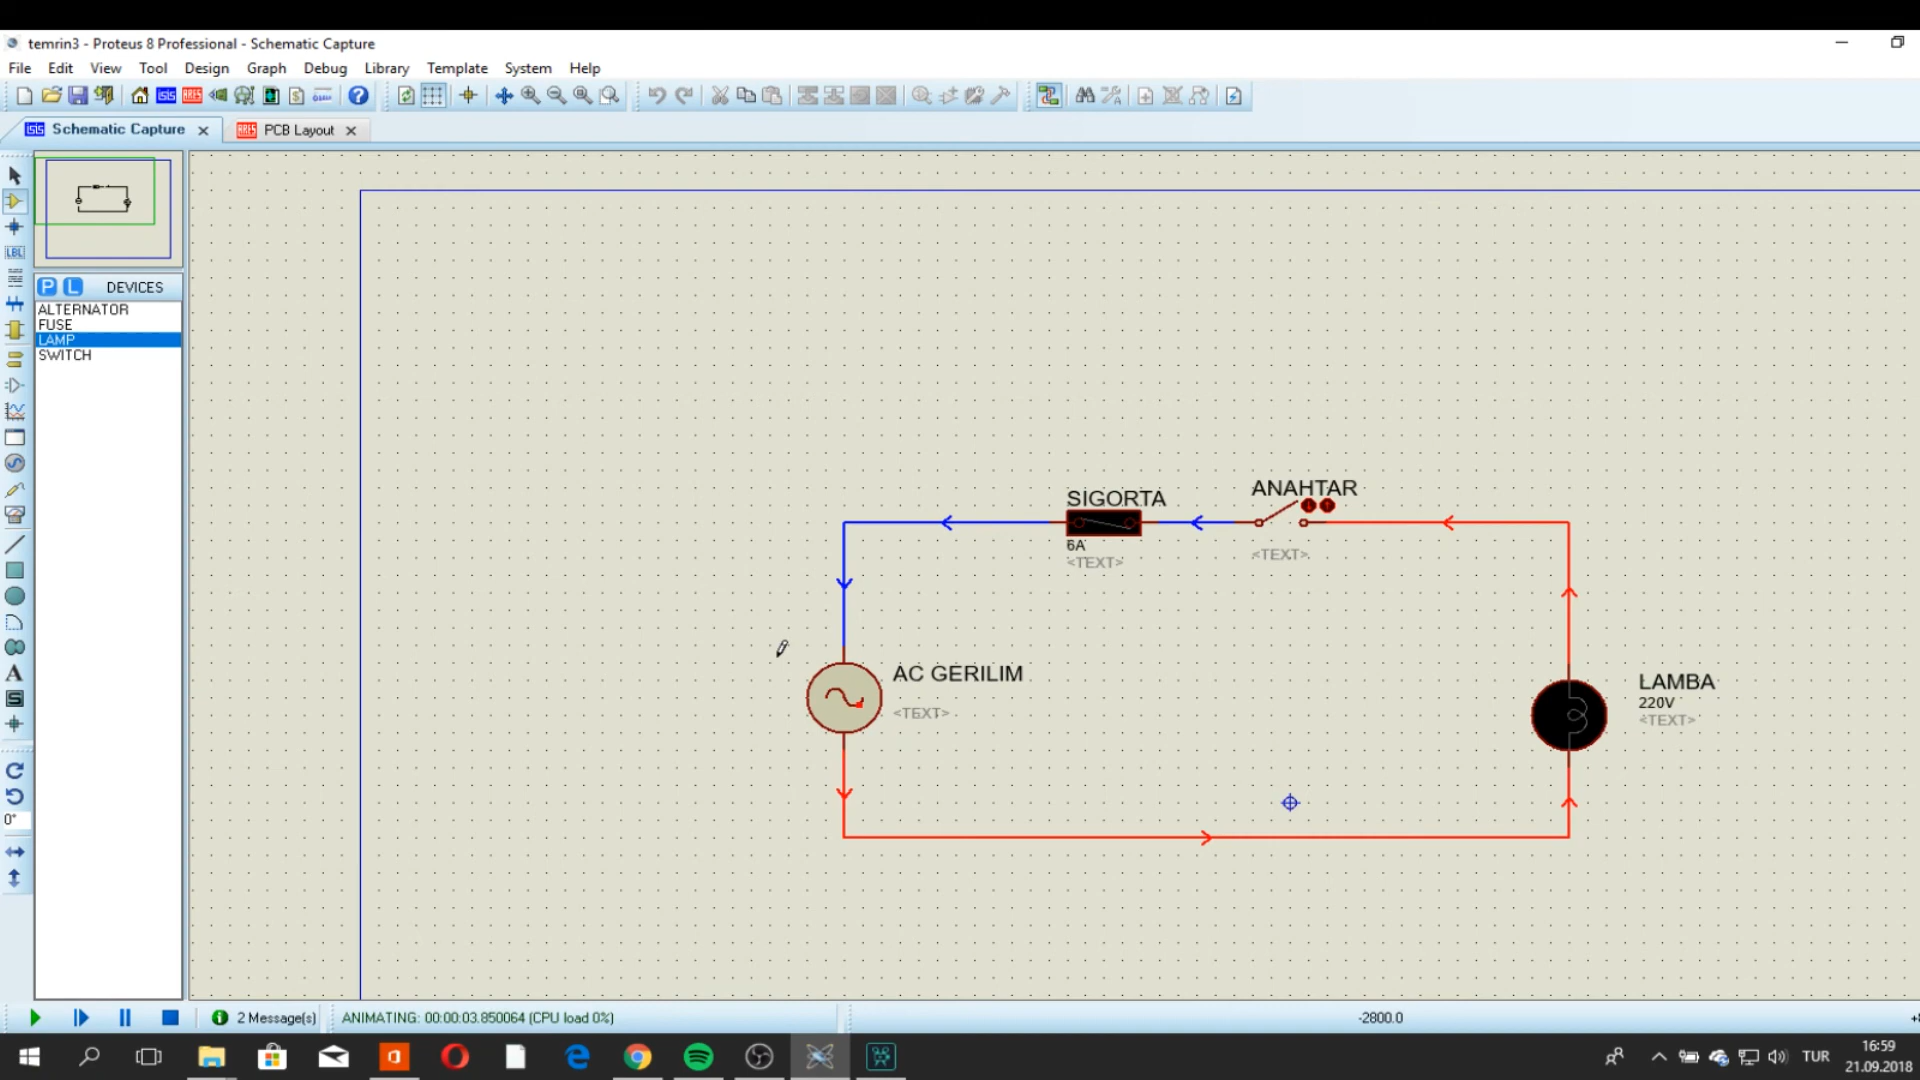 temrin3 - Proteus 8 Professional - Schematic Capture
File Edit View Tool Design Graph Debug Library Template System Help
Schematic Capture
PCB Layout
P L DEVICES
ALTERNATOR
FUSE
LAMP
SWITCH
LBL
A
S
0°
SIGORTA
6A
<TEXT>
ANAHTAR
<TEXT>
AC GERILIM
<TEXT>
LAMBA
220V
<TEXT>
2 Message(s)
ANIMATING: 00:00:03.850064 (CPU load 0%)
-2800.0
TUR
16:59
21.09.2018